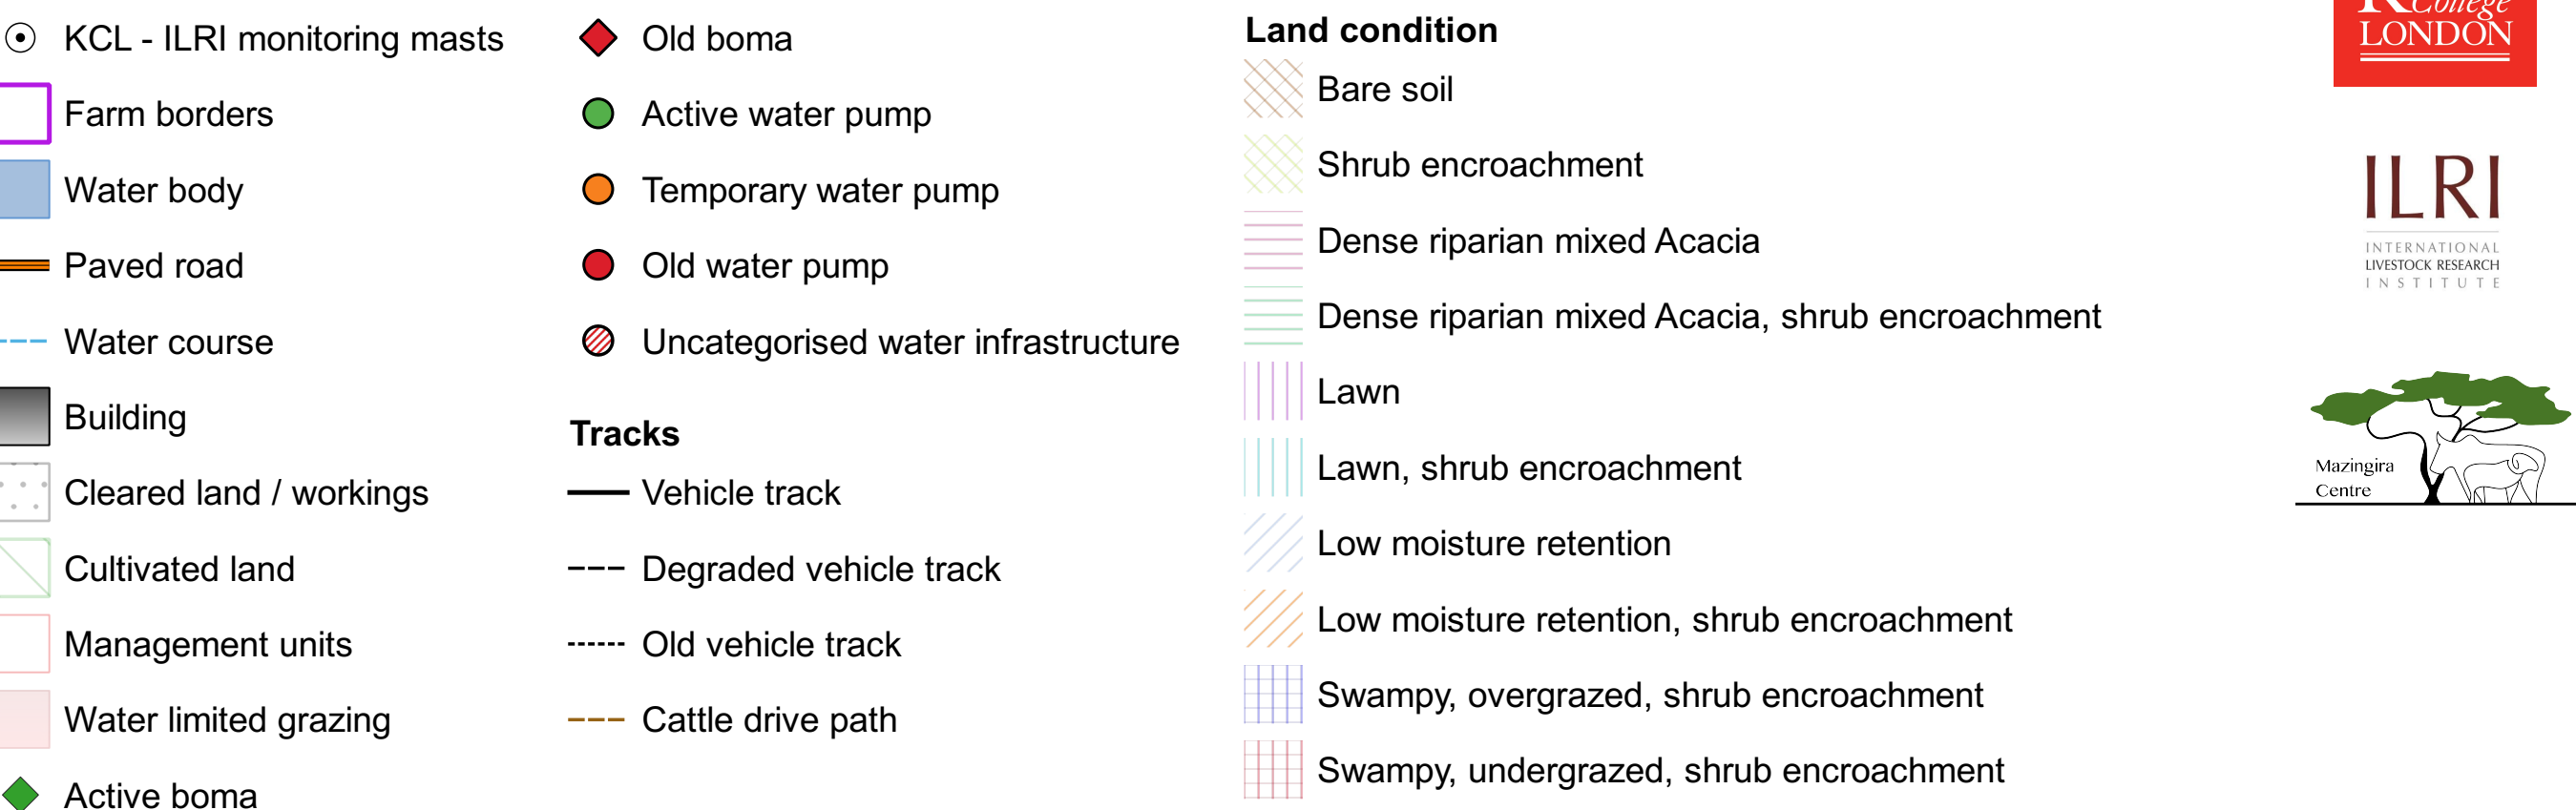 KCL - ILRI monitoring masts
Farm borders
Water body
Paved road
Water course
Building
Cleared land / workings
Cultivated land
Management units
Water limited grazing
Active boma
Old boma
Active water pump
Temporary water pump
Old water pump
Uncategorised water infrastructure
Tracks
Vehicle track
Degraded vehicle track
Old vehicle track
Cattle drive path
Land condition
Bare soil
Shrub encroachment
Dense riparian mixed Acacia
Dense riparian mixed Acacia, shrub encroachment
Lawn
Lawn, shrub encroachment
Low moisture retention
Low moisture retention, shrub encroachment
Swampy, overgrazed, shrub encroachment
Swampy, undergrazed, shrub encroachment
College
LONDON
ILRI
INTERNATIONAL
LIVESTOCK RESEARCH
INSTITUTE
Mazingira
Centre